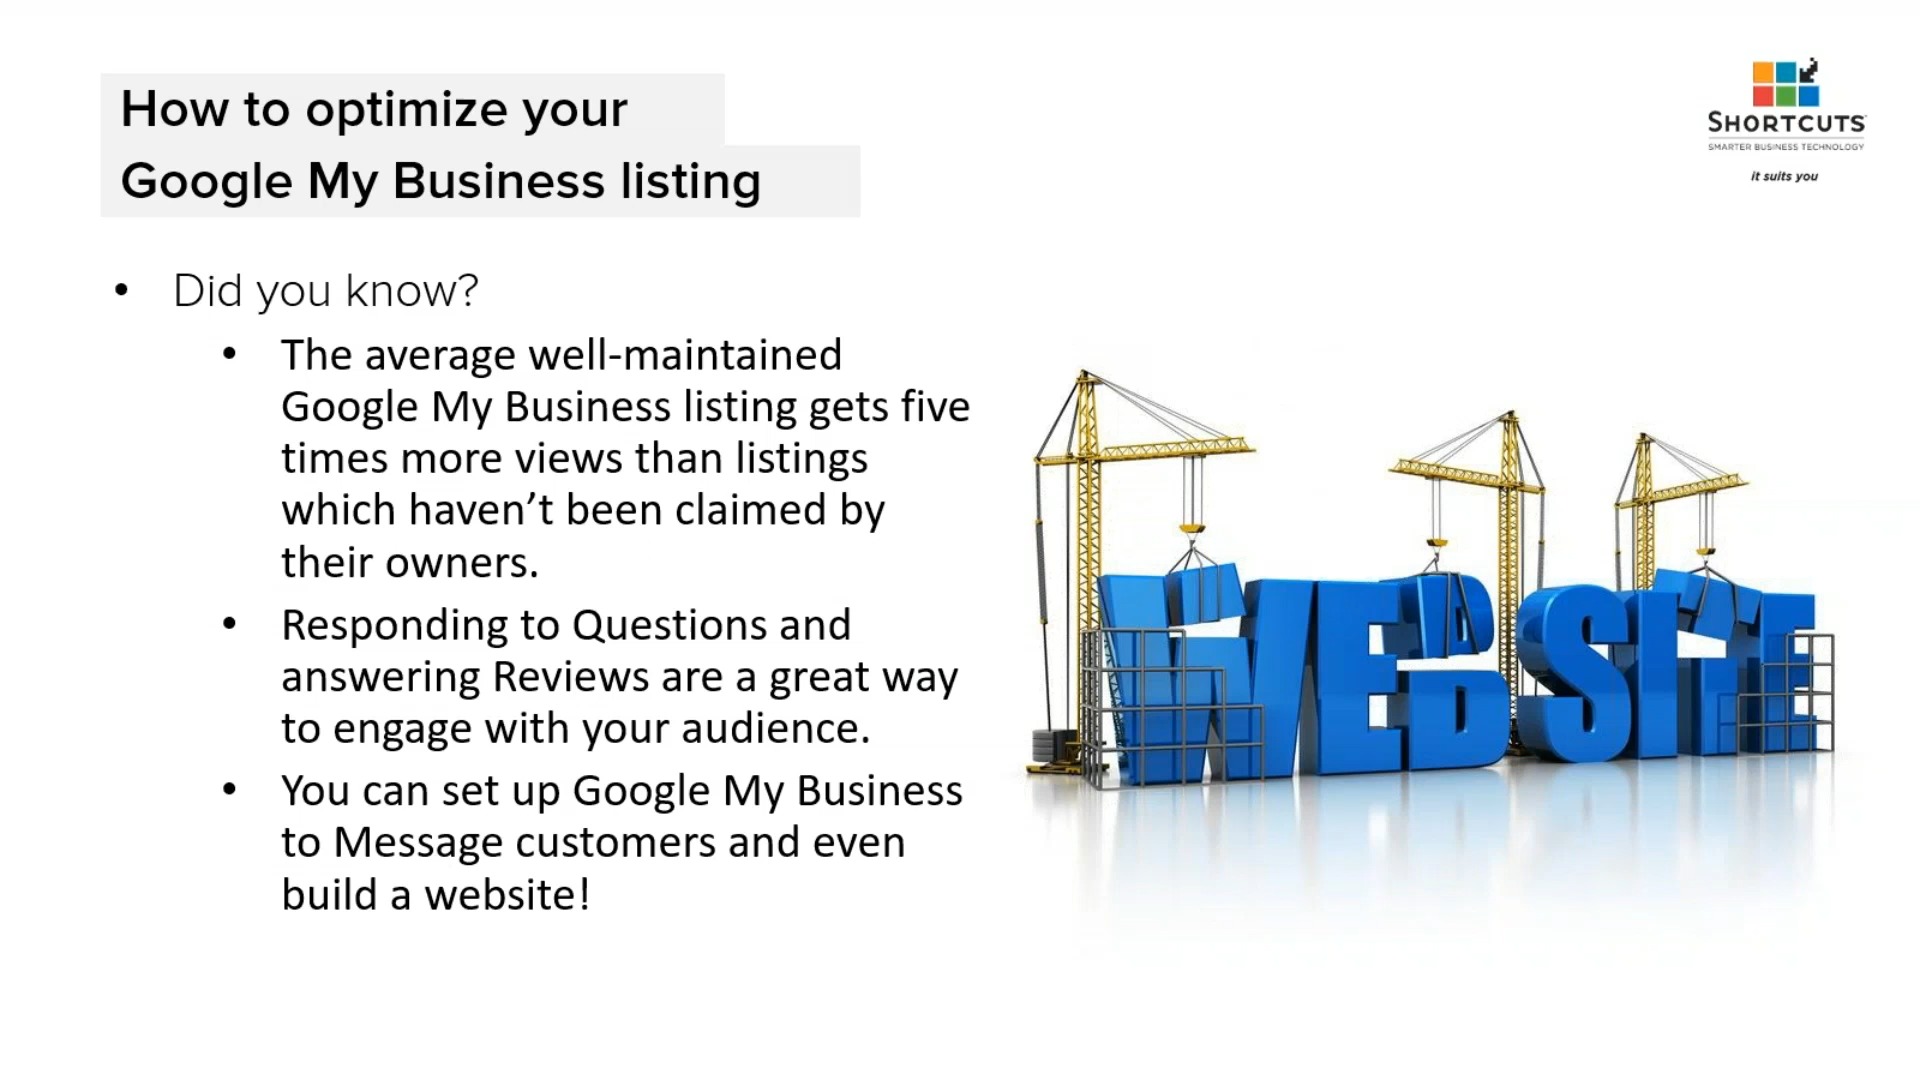 How to optimize your
Google My Business listing
SHORTCUTS
SMARTER BUSINESS TECHNOLOGY
it suits you
• Did you know?
• The average well-maintained
Google My Business listing gets five
times more views than listings
which haven’t been claimed by
their owners.
• Responding to Questions and
answering Reviews are a great way
to engage with your audience.
• You can set up Google My Business
to Message customers and even
build a website!
WEBSITE